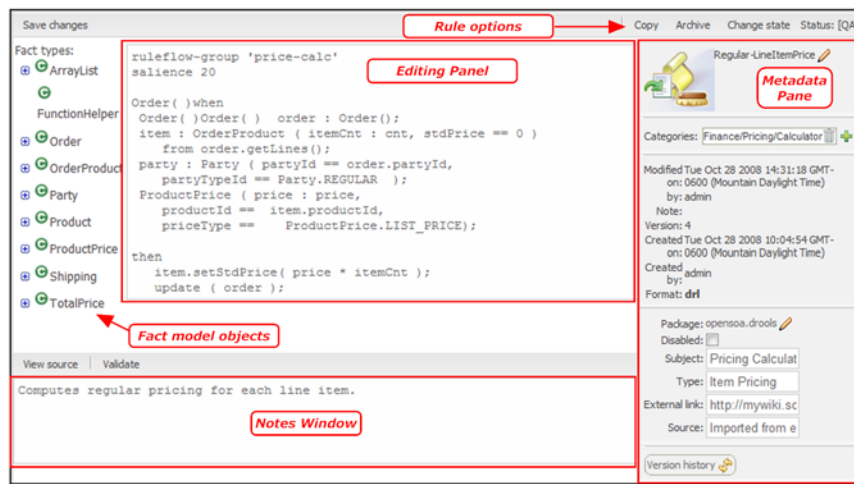 Save changes
Rule options
Copy Archive Change state Status: [QA
Fact types:
ArrayList
FunctionHelper
Order
OrderProduct
Party
Product
ProductPrice
Shipping
TotalPrice
Fact model objects
ruleflow-group 'price-calc'
salience 20
Editing Panel
Order( )when
Order( )Order( ) order : Order();
item : OrderProduct ( itemCnt : cnt, stdPrice == 0 )
from order.getLines();
party : Party ( partyId == order.partyId,
partyTypeId == Party.REGULAR );
ProductPrice ( price : price,
productId == item.productId,
priceType == ProductPrice.LIST_PRICE);
then
item.setStdPrice( price * itemCnt );
update ( order );
View source Validate
Computes regular pricing for each line item.
Notes Window
Regular-LineItemPrice
Metadata
Pane
Categories: Finance/Pricing/Calculator
Modified Tue Oct 28 2008 14:31:18 GMT-
on: 0600 (Mountain Daylight Time)
by: admin
Note:
Version: 4
Created Tue Oct 28 2008 10:04:54 GMT-
on: 0600 (Mountain Daylight Time)
Created
by: admin
Format: drl
Package: opensoa.drools
Disabled:
Subject: Pricing Calculat
Type: Item Pricing
External link: http://mywiki.sc
Source: Imported from e
Version history